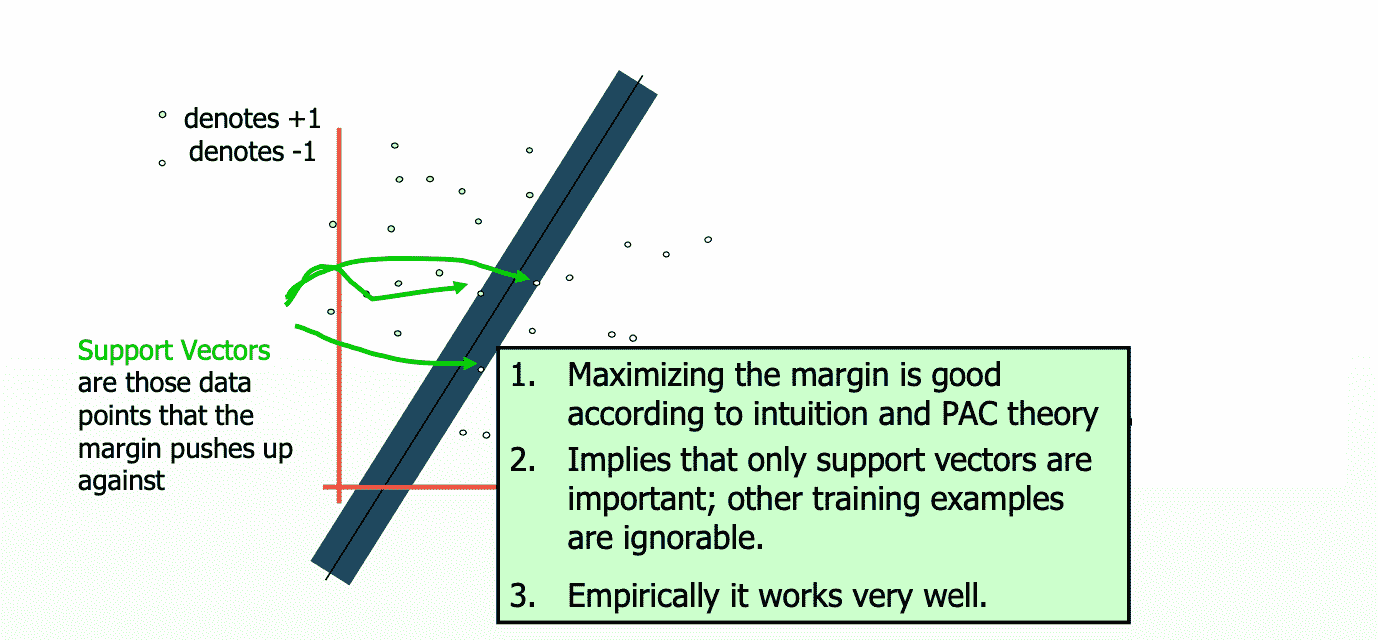 denotes +1
denotes -1
Support Vectors
are those data
points that the
margin pushes up
against
1. Maximizing the margin is good
according to intuition and PAC theory
2. Implies that only support vectors are
important; other training examples
are ignorable.
3. Empirically it works very well.